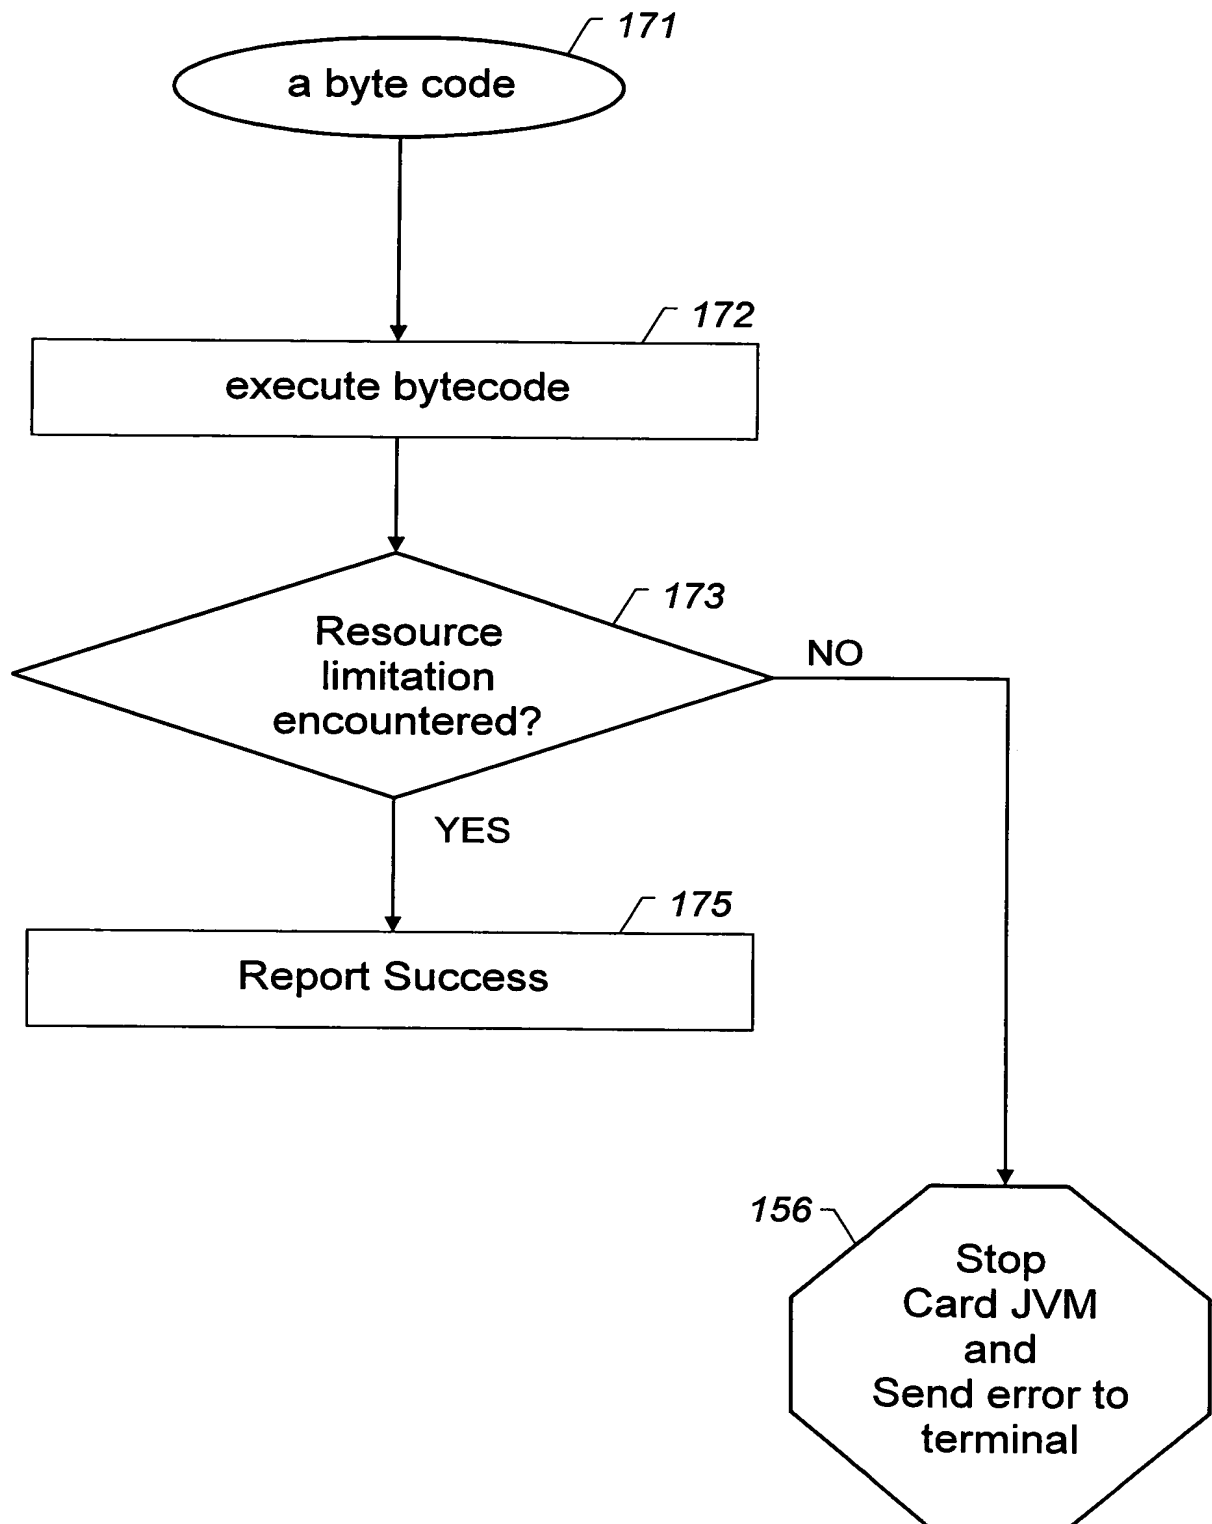 171
a byte code
172
execute bytecode
173
Resource
limitation
encountered?
NO
YES
175
Report Success
156
Stop
Card JVM
and
Send error to
terminal